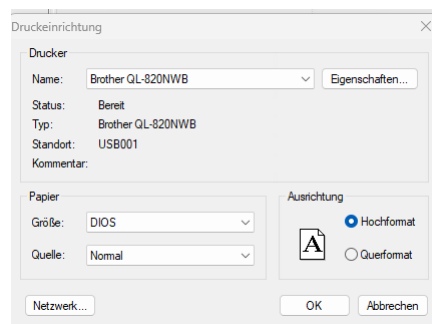 Druckeinrichtung
Drucker
Name: Brother QL-820NWB Eigenschaften...
Status: Bereit
Typ: Brother QL-820NWB
Standort: USB001
Kommentar:
Papier
Größe: DIOS
Quelle: Normal
Ausrichtung
A
Hochformat
Querformat
Netzwerk... OK Abbrechen